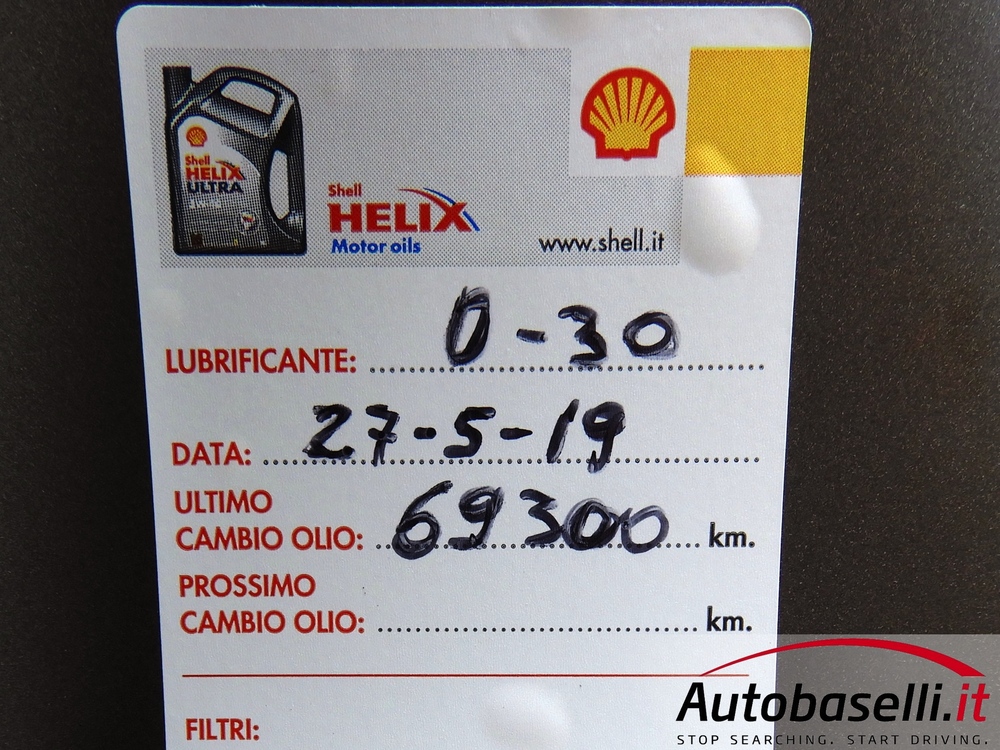 Shell
HELIX
ULTRA
Shell
HELIX
Motor oils
www.shell.it
LUBRIFICANTE: 0-30
DATA: 27-5-19
ULTIMO
CAMBIO OLIO: 69300 km.
PROSSIMO
CAMBIO OLIO: km.
FILTRI:
Autobaselli.it
STOP SEARCHING. START DRIVING.